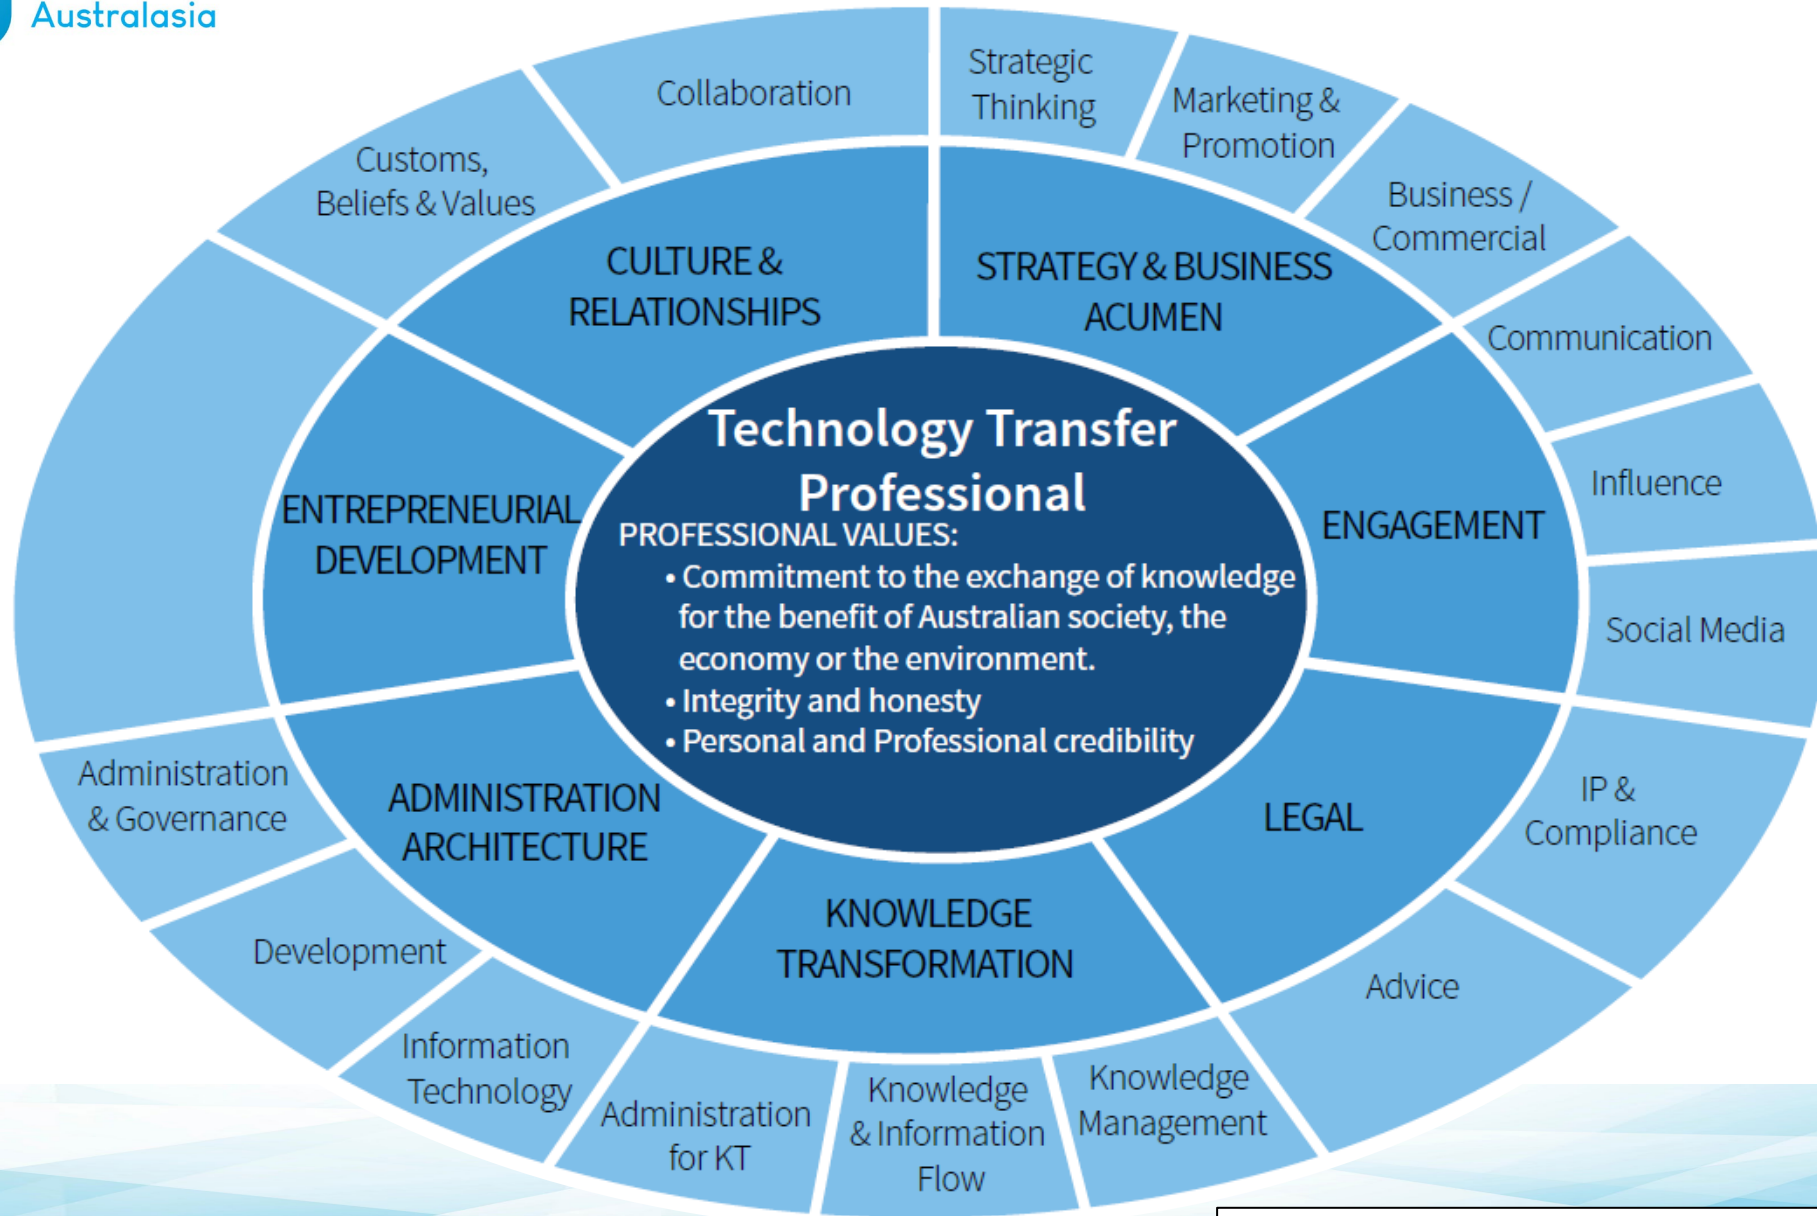 Australasia
Collaboration
Strategic
Thinking
Marketing &
Promotion
Customs,
Beliefs & Values
Business /
Commercial
CULTURE &
RELATIONSHIPS
STRATEGY & BUSINESS
ACUMEN
Communication
Influence
Social Media
ENGAGEMENT
ENTREPRENEURIAL
DEVELOPMENT
Technology Transfer
Professional
PROFESSIONAL VALUES:
• Commitment to the exchange of knowledge
for the benefit of Australian society, the
economy or the environment.
• Integrity and honesty
• Personal and Professional credibility
Administration
& Governance
ADMINISTRATION
ARCHITECTURE
LEGAL
IP &
Compliance
KNOWLEDGE
TRANSFORMATION
Development
Advice
Information
Technology
Administration
for KT
Knowledge
& Information
Flow
Knowledge
Management